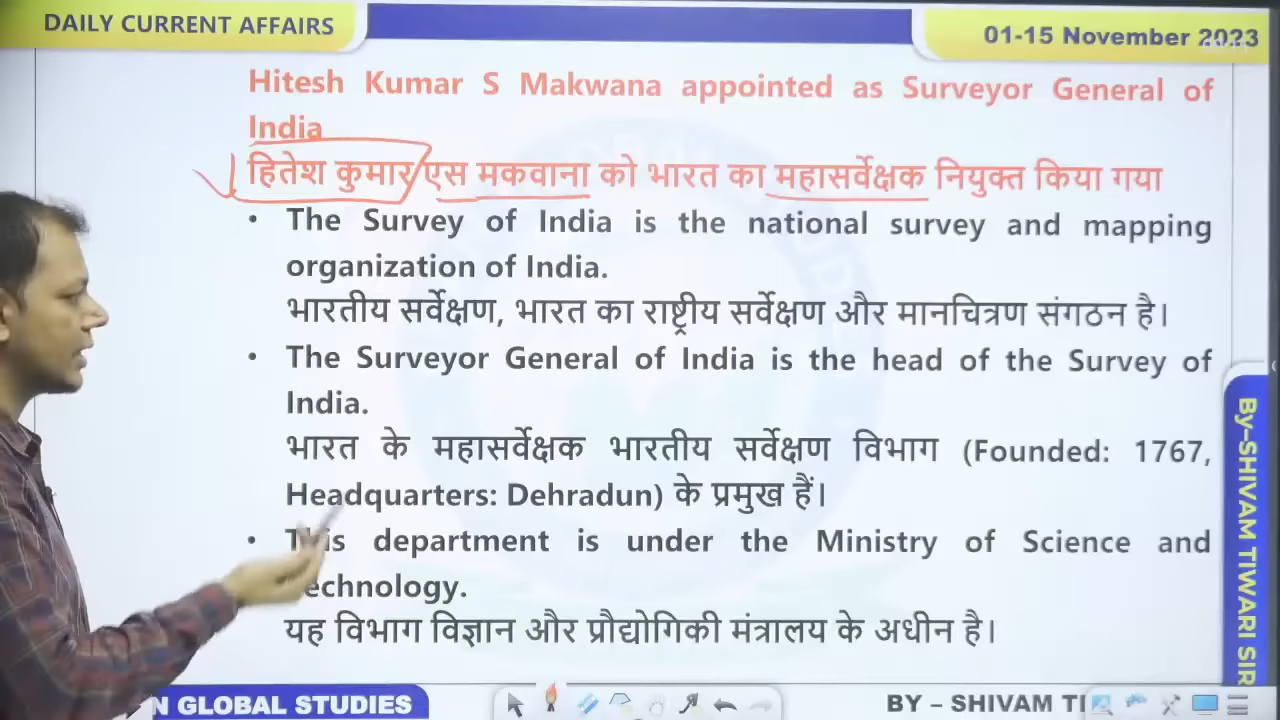 DAILY CURRENT AFFAIRS
01-15 November 2023
Hitesh Kumar S Makwana appointed as Surveyor General of
India
हितेश कुमार एस मकवाना को भारत का महासर्वेक्षक नियुक्त किया गया
• The Survey of India is the national survey and mapping
organization of India.
भारतीय सर्वेक्षण, भारत का राष्ट्रीय सर्वेक्षण और मानचित्रण संगठन है।
• The Surveyor General of India is the head of the Survey of
India.
भारत के महासर्वेक्षक भारतीय सर्वेक्षण विभाग (Founded: 1767,
Headquarters: Dehradun) के प्रमुख हैं।
• This department is under the Ministry of Science and
echnology.
यह विभाग विज्ञान और प्रौद्योगिकी मंत्रालय के अधीन है।
By-SHIVAM TIWARI SIR
N GLOBAL STUDIES
BY – SHIVAM TI